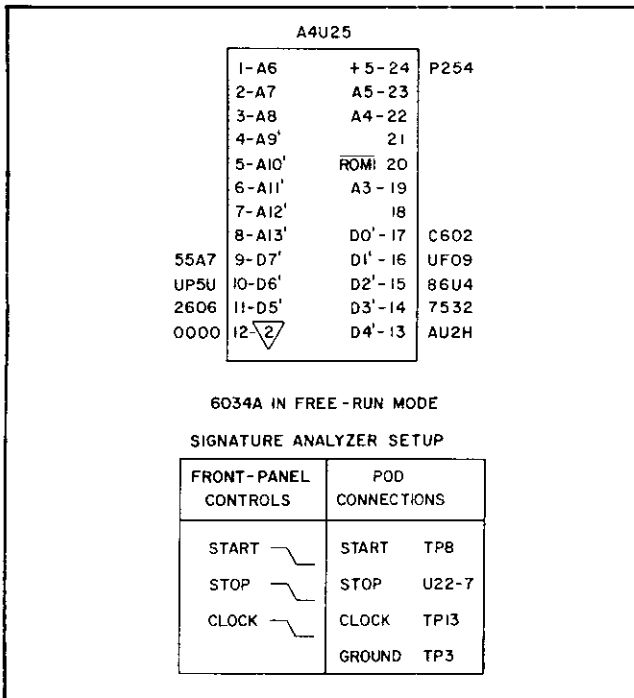 A4U25
1-A6 +5-24 P254
2-A7 A5-23
3-A8 A4-22
4-A9' 21
5-A10' ROM1 20
6-A11' A3-19
7-A12' 18
8-A13' D0'-17 C602
55A7 9-D7' D1'-16 UF09
UP5U 10-D6' D2'-15 86U4
2606 11-D5' D3'-14 7532
0000 12-2 D4'-13 AU2H
6034A IN FREE-RUN MODE
SIGNATURE ANALYZER SETUP
FRONT-PANEL POD
CONTROLS CONNECTIONS
START START TP8
STOP STOP U22-7
CLOCK CLOCK TP13
GROUND TP3